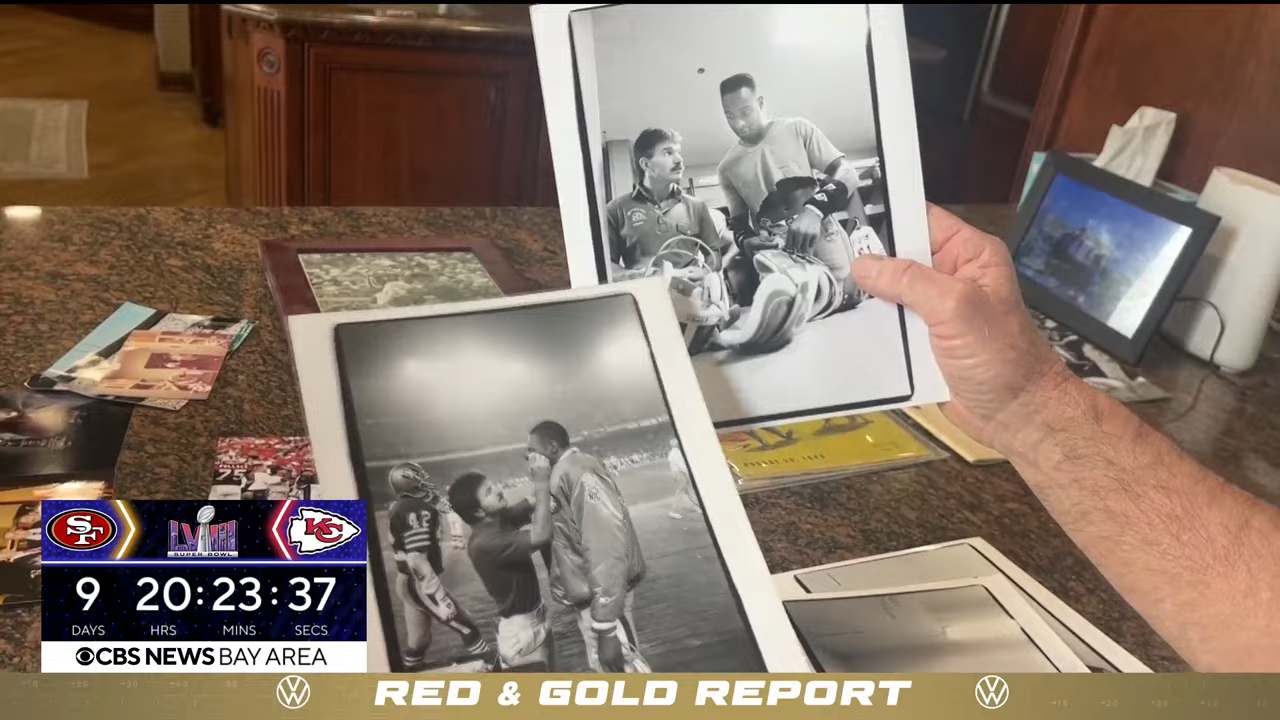 75
42
SF
LVIII
SUPER BOWL
KC
9 20:23:37
DAYS HRS MINS SECS
CBS NEWS BAY AREA
RED & GOLD REPORT